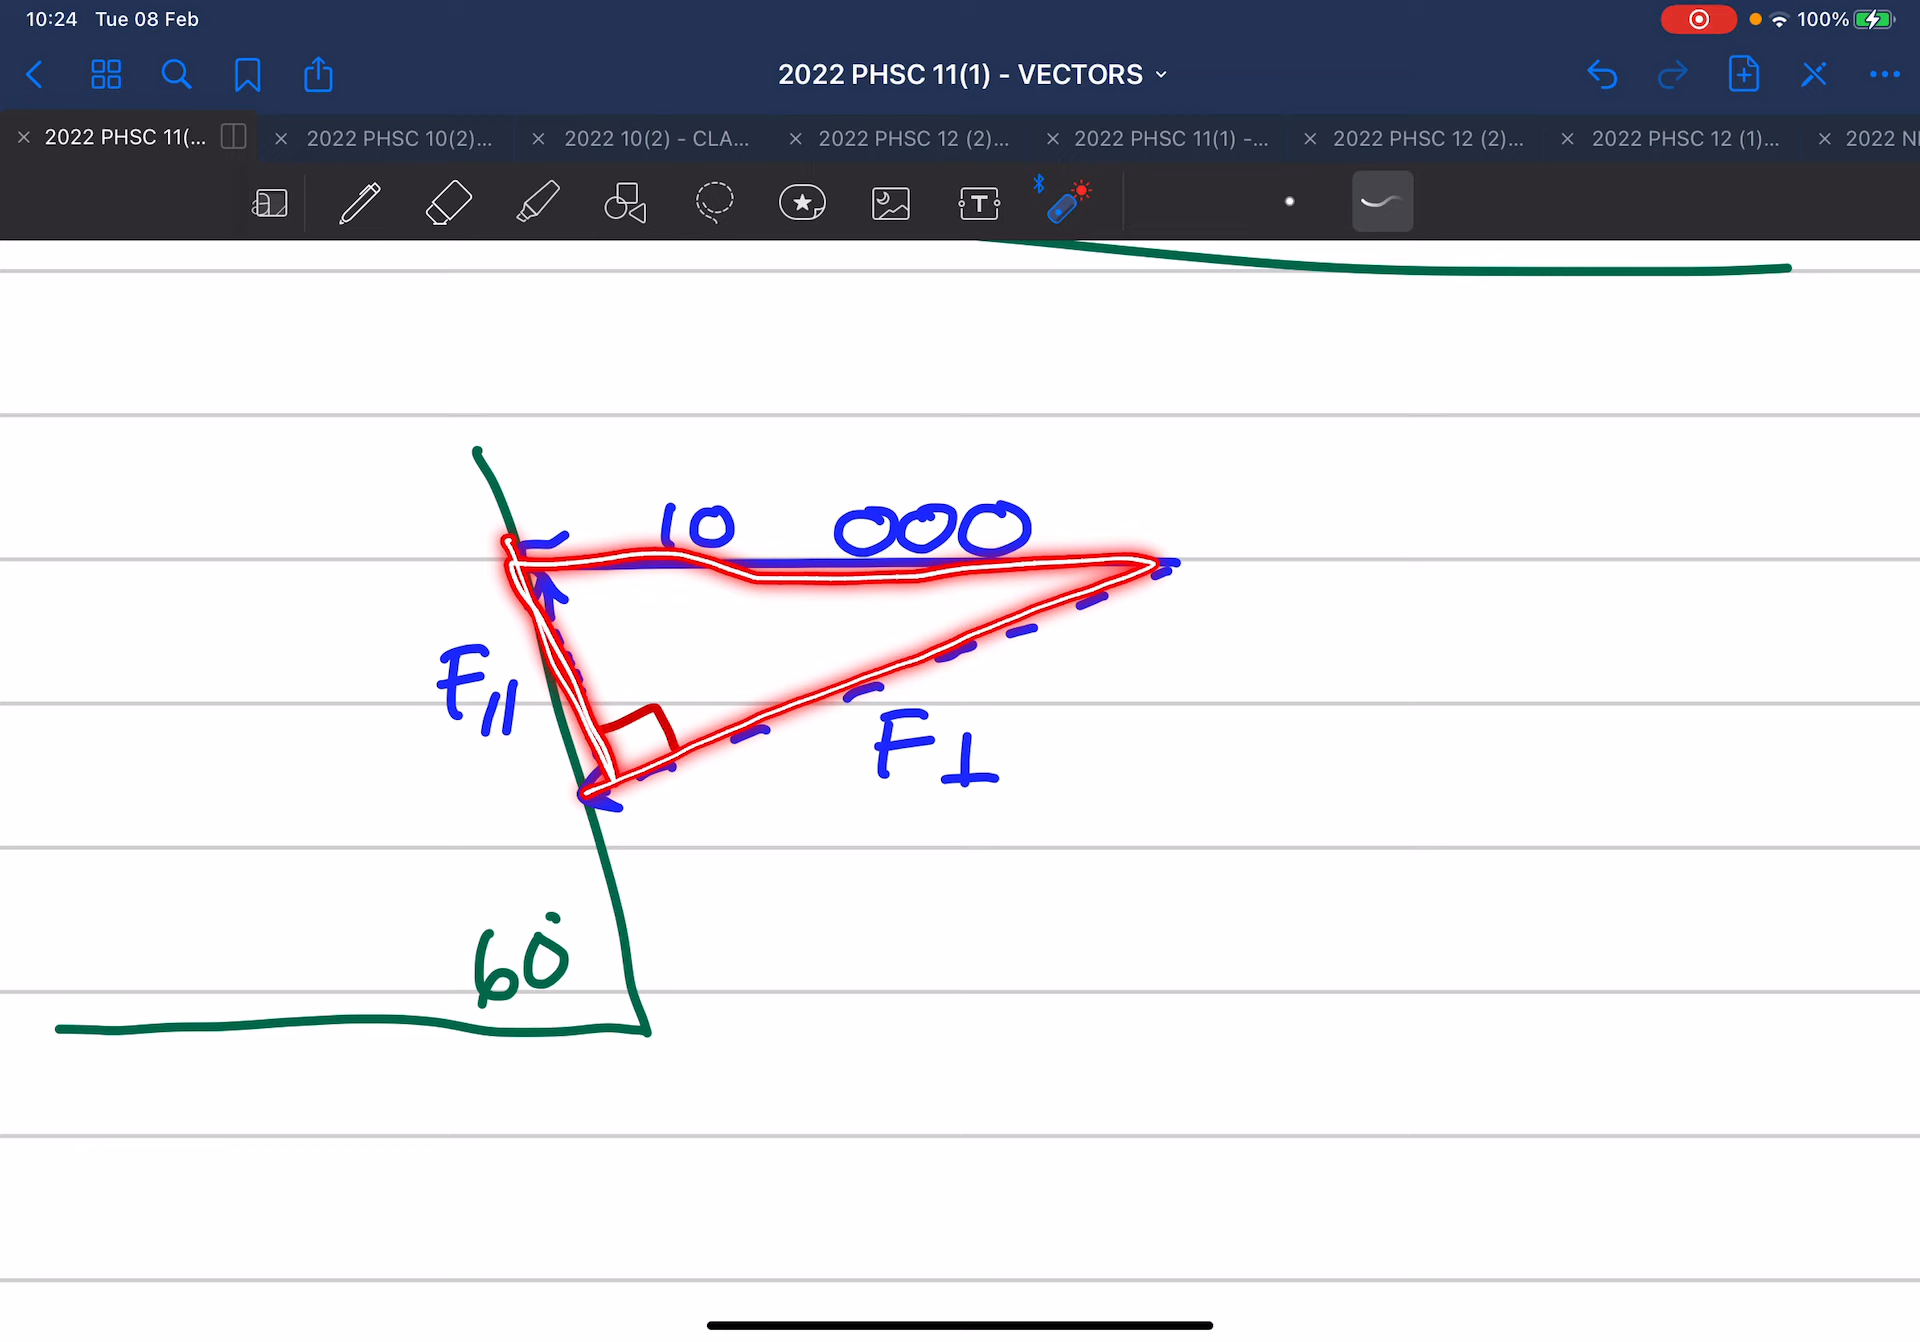 10:24 Tue 08 Feb 100%
2022 PHSC 11(1) - VECTORS
2022 PHSC 11(... 2022 PHSC 10(2)... 2022 10(2) - CLA... 2022 PHSC 12 (2)... 2022 PHSC 11(1) -... 2022 PHSC 12 (2)... 2022 PHSC 12 (1)... 2022 N
T
10 000
F//
F⊥
60°